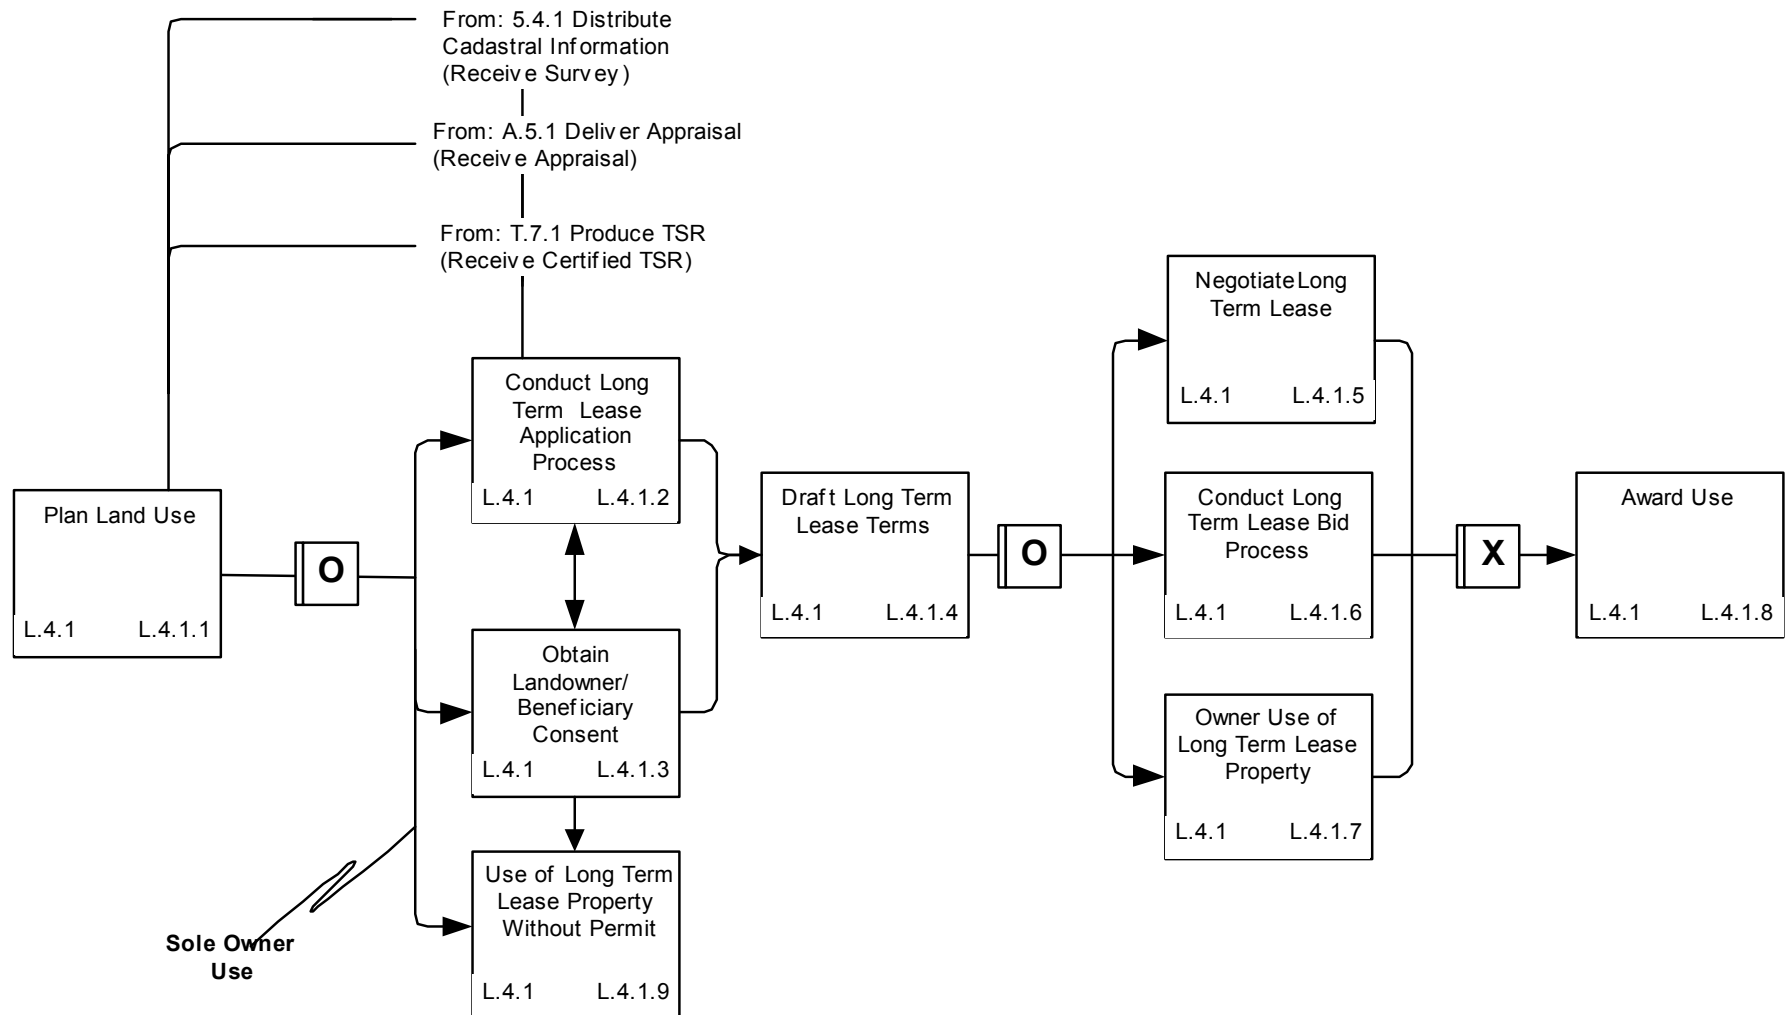 From: 5.4.1 Distribute
Cadastral Information
(Receive Survey)
From: A.5.1 Deliver Appraisal
(Receive Appraisal)
From: T.7.1 Produce TSR
(Receive Certified TSR)
Plan Land Use
L.4.1 L.4.1.1
O
Conduct Long
Term Lease
Application
Process
L.4.1 L.4.1.2
Obtain
Landowner/
Beneficiary
Consent
L.4.1 L.4.1.3
Use of Long Term
Lease Property
Without Permit
L.4.1 L.4.1.9
Sole Owner
Use
Draft Long Term
Lease Terms
L.4.1 L.4.1.4
O
Negotiate Long
Term Lease
L.4.1 L.4.1.5
Conduct Long
Term Lease Bid
Process
L.4.1 L.4.1.6
Owner Use of
Long Term Lease
Property
L.4.1 L.4.1.7
X
Award Use
L.4.1 L.4.1.8